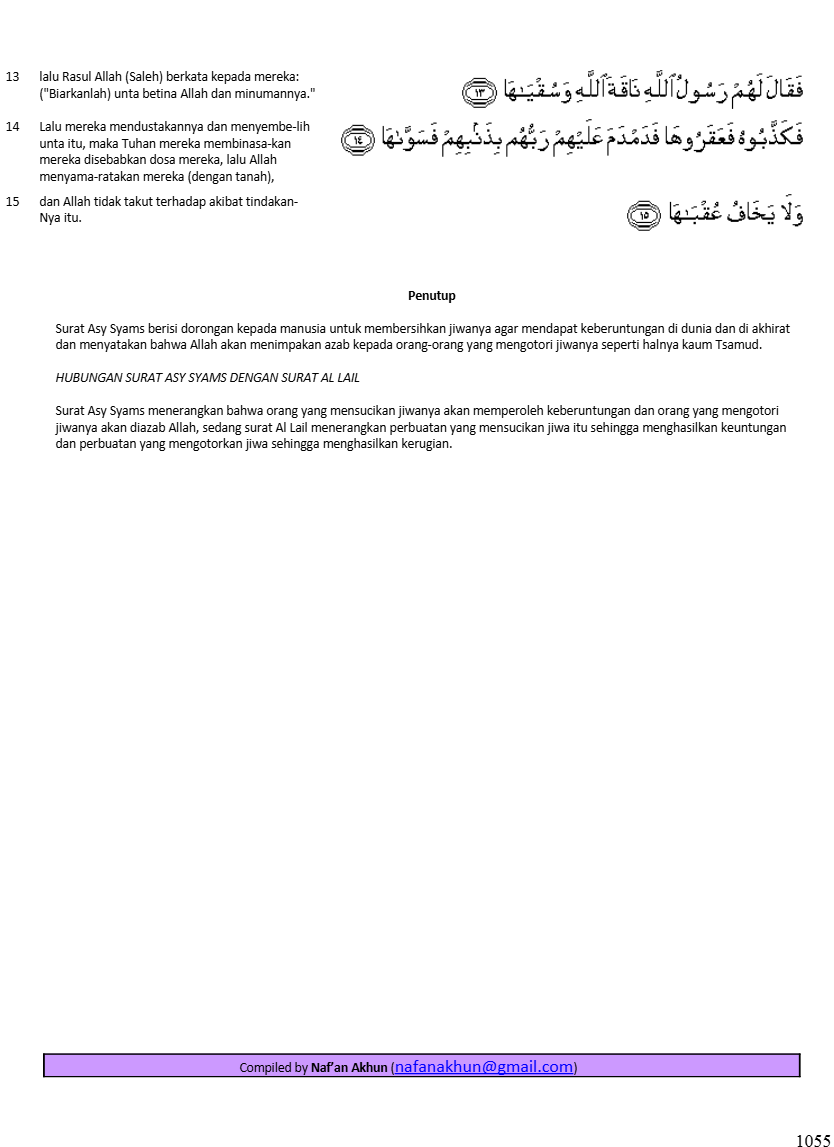 13 lalu Rasul Allah (Saleh) berkata kepada mereka:
("Biarkanlah) unta betina Allah dan minumannya."
فَقَالَ لَهُمْ رَسُولُ ٱللَّهِ نَاقَةَ ٱللَّهِ وَسُقْيَـٰهَا ١٣
14 Lalu mereka mendustakannya dan menyembe-lih
unta itu, maka Tuhan mereka membinasa-kan
mereka disebabkan dosa mereka, lalu Allah
menyama-ratakan mereka (dengan tanah),
فَكَذَّبُوهُ فَعَقَرُوهَا فَدَمْدَمَ عَلَيْهِمْ رَبُّهُم بِذَنۢبِهِمْ فَسَوَّىٰهَا ١٤
15 dan Allah tidak takut terhadap akibat tindakan-
Nya itu.
وَلَا يَخَافُ عُقْبَـٰهَا ١٥
Penutup
Surat Asy Syams berisi dorongan kepada manusia untuk membersihkan jiwanya agar mendapat keberuntungan di dunia dan di akhirat
dan menyatakan bahwa Allah akan menimpakan azab kepada orang-orang yang mengotori jiwanya seperti halnya kaum Tsamud.
HUBUNGAN SURAT ASY SYAMS DENGAN SURAT AL LAIL
Surat Asy Syams menerangkan bahwa orang yang mensucikan jiwanya akan memperoleh keberuntungan dan orang yang mengotori
jiwanya akan diazab Allah, sedang surat Al Lail menerangkan perbuatan yang mensucikan jiwa itu sehingga menghasilkan keuntungan
dan perbuatan yang mengotorkan jiwa sehingga menghasilkan kerugian.
Compiled by Naf’an Akhun (nafanakhun@gmail.com)
1055